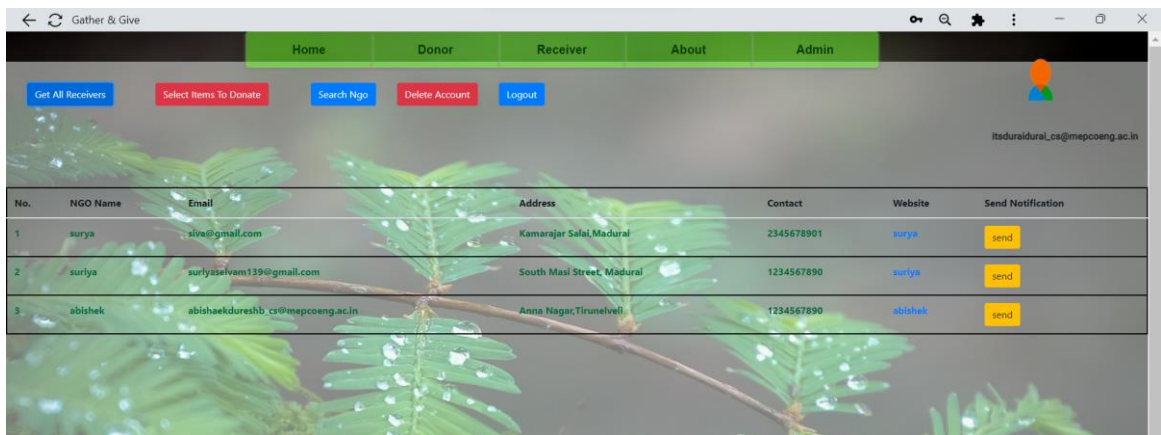 Gather & Give
Home Donor Receiver About Admin
Get All Receivers Select Items To Donate Search Ngo Delete Account Logout
itsduraidurai_cs@mepcoeng.ac.in
No. NGO Name Email Address Contact Website Send Notification
1 surya siva@gmail.com Kamarajar Salai,Madurai 2345678901 surya send
2 suriya suriyaselvam139@gmail.com South Masi Street, Madurai 1234567890 suriya send
3 abishek abishaekdureshb_cs@mepcoeng.ac.in Anna Nagar,Tirunelveli 1234567890 abishek send